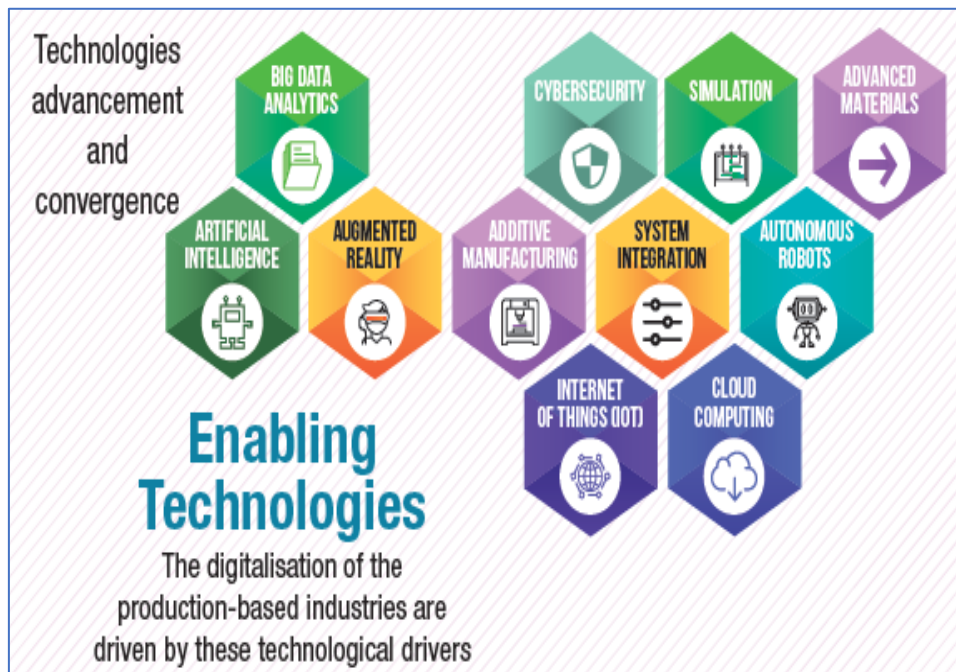 Technologies
advancement
and
convergence
BIG DATA
ANALYTICS
CYBERSECURITY
SIMULATION
ADVANCED
MATERIALS
ARTIFICIAL
INTELLIGENCE
AUGMENTED
REALITY
ADDITIVE
MANUFACTURING
SYSTEM
INTEGRATION
AUTONOMOUS
ROBOTS
INTERNET
OF THINGS (IOT)
CLOUD
COMPUTING
Enabling
Technologies
The digitalisation of the
production-based industries are
driven by these technological drivers